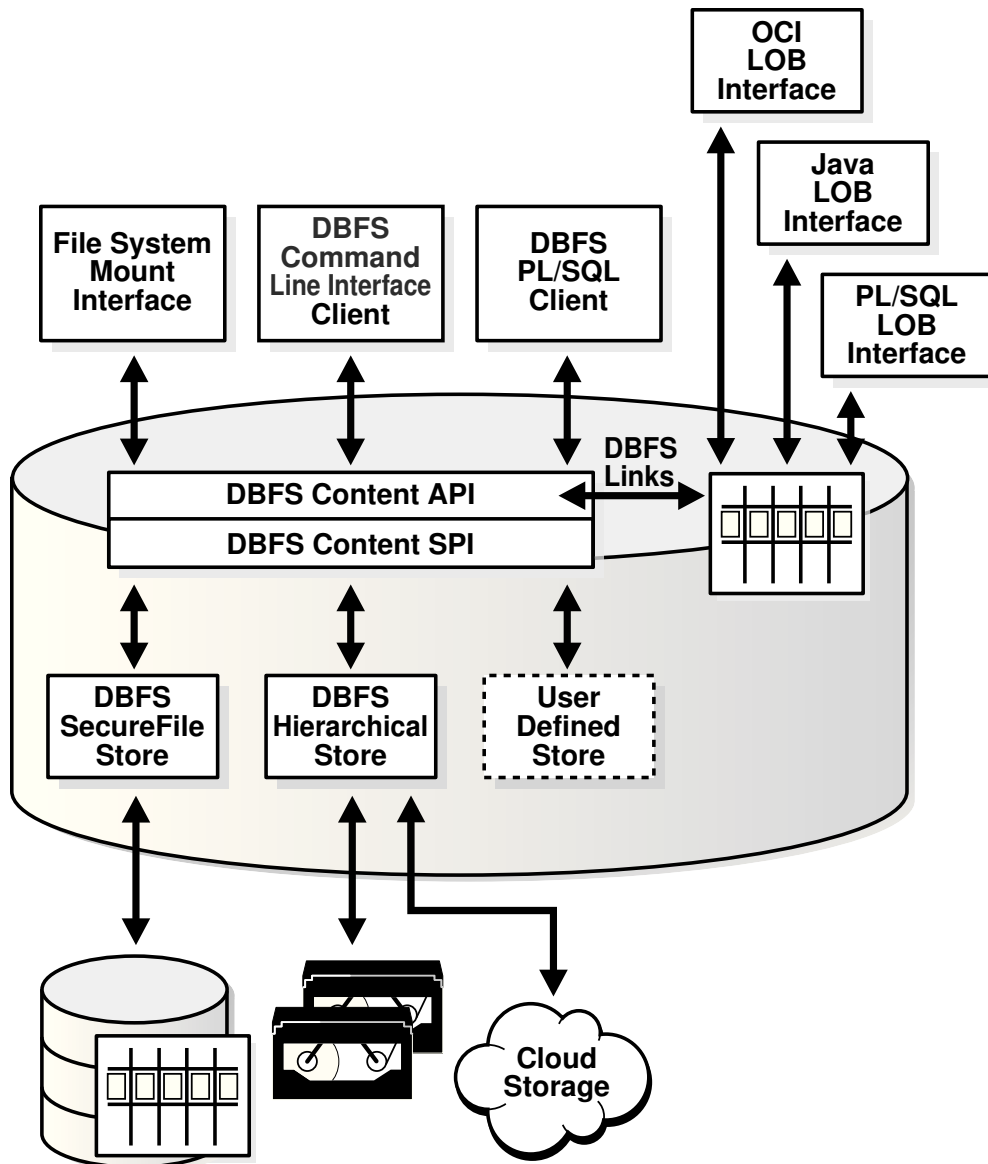 OCI
LOB
Interface
Java
LOB
Interface
File System
Mount
Interface
DBFS
Command
Line Interface
Client
DBFS
PL/SQL
Client
PL/SQL
LOB
Interface
DBFS
Links
DBFS Content API
DBFS Content SPI
DBFS
SecureFile
Store
DBFS
Hierarchical
Store
User
Defined
Store
Cloud
Storage